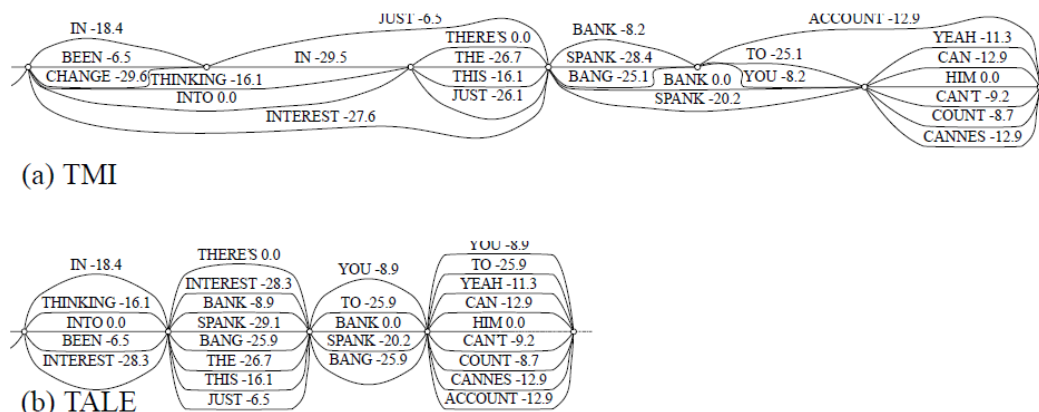 IN -18.4
BEEN -6.5
CHANGE -29.6
THINKING -16.1
INTO 0.0
IN -29.5
INTEREST -27.6
JUST -6.5
THERE'S 0.0
THE -26.7
THIS -16.1
JUST -26.1
BANK -8.2
SPANK -28.4
BANG -25.1
BANK 0.0
SPANK -20.2
TO -25.1
YOU -8.2
ACCOUNT -12.9
YEAH -11.3
CAN -12.9
HIM 0.0
CAN'T -9.2
COUNT -8.7
CANNES -12.9
(a) TMI
IN -18.4
THINKING -16.1
INTO 0.0
BEEN -6.5
INTEREST -28.3
THERE'S 0.0
INTEREST -28.3
BANK -8.9
SPANK -29.1
BANG -25.9
THE -26.7
THIS -16.1
JUST -6.5
YOU -8.9
TO -25.9
BANK 0.0
SPANK -20.2
BANG -25.9
YOU -8.9
TO -25.9
YEAH -11.3
CAN -12.9
HIM 0.0
CAN'T -9.2
COUNT -8.7
CANNES -12.9
ACCOUNT -12.9
(b) TALE